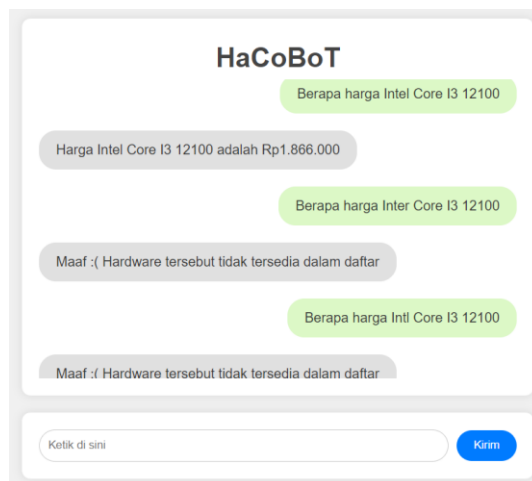 HaCoBoT
Berapa harga Intel Core I3 12100
Harga Intel Core I3 12100 adalah Rp1.866.000
Berapa harga Inter Core I3 12100
Maaf :( Hardware tersebut tidak tersedia dalam daftar
Berapa harga Intl Core I3 12100
Maaf :( Hardware tersebut tidak tersedia dalam daftar
Ketik di sini
Kirim